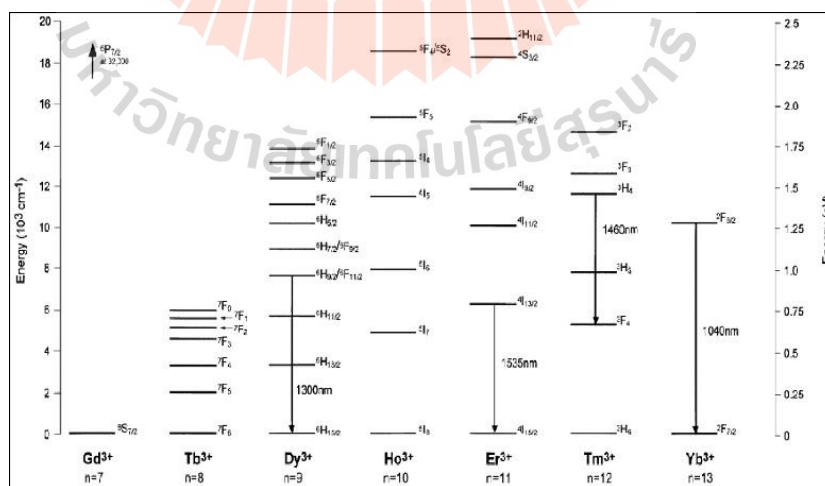 มหาวิทยาลัยเทคโนโลยีสุรนารี
Energy (10³ cm⁻¹)
20
18
16
14
12
10
8
6
4
2
0
2.5
2.25
2.0
1.75
1.5
1.25
1.0
0.75
0.5
0.25
0
⁶P₇/₂
at 32,000
⁸S₇/₂
Gd³⁺
n=7
⁷F₀
⁷F₁
⁷F₂
⁷F₃
⁷F₄
⁷F₅
⁷F₆
Tb³⁺
n=8
⁶F₁/₂
⁶F₃/₂
⁶F₅/₂
⁶F₇/₂
⁶H₅/₂
⁶H₇/₂/⁶F₉/₂
⁶H₉/₂/⁶F₁₁/₂
⁶H₁₁/₂
⁶H₁₃/₂
1300nm
⁶H₁₅/₂
Dy³⁺
n=9
⁵F₄/⁵S₂
⁵F₅
⁵I₄
⁵I₅
⁵I₆
⁵I₇
⁵I₈
Ho³⁺
n=10
²H₁₁/₂
⁴S₃/₂
⁴F₉/₂
⁴I₉/₂
⁴I₁₁/₂
⁴I₁₃/₂
1535nm
⁴I₁₅/₂
Er³⁺
n=11
³F₂
³F₃
³H₄
1460nm
³H₅
³F₄
³H₆
Tm³⁺
n=12
²F₅/₂
1040nm
²F₇/₂
Yb³⁺
n=13